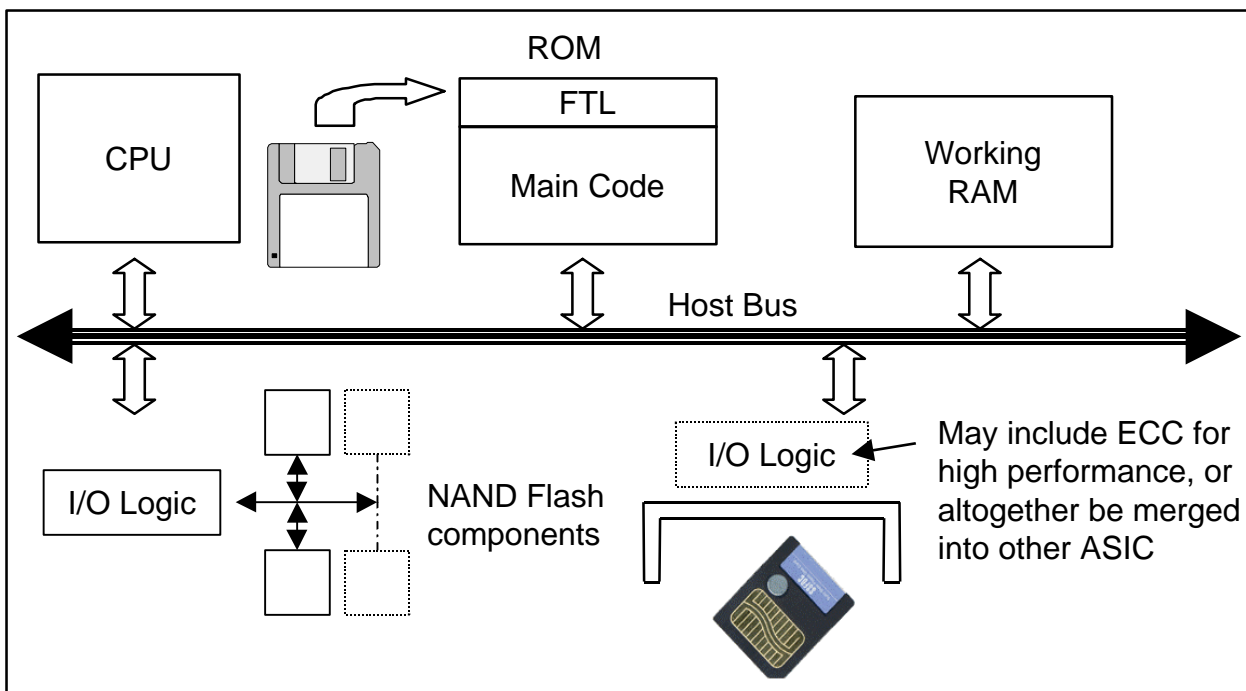 ROM
FTL
CPU
Main Code
Working
RAM
Host Bus
I/O Logic
NAND Flash
components
I/O Logic
May include ECC for
high performance, or
altogether be merged
into other ASIC